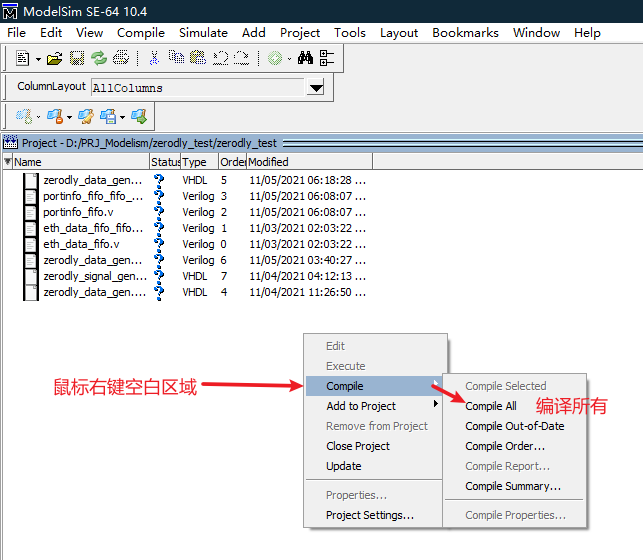 ModelSim SE-64 10.4
File Edit View Compile Simulate Add Project Tools Layout Bookmarks Window Help
ColumnLayout AllColumns
Project - D:/PRJ_Modelism/zerodly_test/zerodly_test
Name Status Type Order Modified
zerodly_data_gen... ? VHDL 5 11/05/2021 06:18:28 ...
portinfo_fifo_fifo_... ? Verilog 3 11/05/2021 06:08:07 ...
portinfo_fifo.v ? Verilog 2 11/05/2021 06:08:07 ...
eth_data_fifo_fifo... ? Verilog 1 11/03/2021 02:03:22 ...
eth_data_fifo.v ? Verilog 0 11/03/2021 02:03:22 ...
zerodly_data_gen... ? VHDL 6 11/05/2021 03:40:27 ...
zerodly_signal_gen... ? VHDL 7 11/04/2021 04:12:13 ...
zerodly_data_gen.... ? VHDL 4 11/04/2021 11:26:50 ...
Edit
Execute
鼠标右键空白区域
Compile
Add to Project
Remove from Project
Close Project
Update
Properties...
Project Settings...
Compile Selected
Compile All 编译所有
Compile Out-of-Date
Compile Order...
Compile Report...
Compile Summary...
Compile Properties...